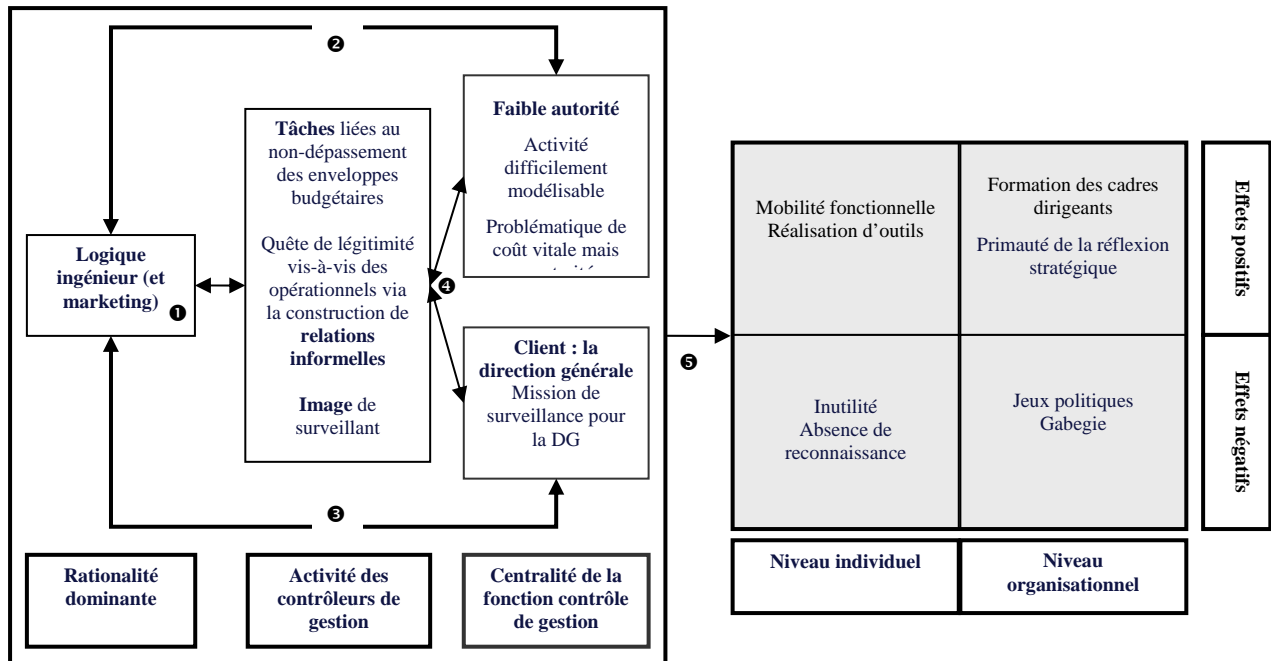 ❷
Faible autorité
Activité
difficilement
modélisable
Problématique de
coût vitale mais
Tâches liées au
non-dépassement
des enveloppes
budgétaires
Quête de légitimité
vis-à-vis des
opérationnels via
la construction de
relations
informelles
Image de
surveillant
Logique
ingénieur (et
marketing)
❶
❹
Client : la
direction générale
Mission de
surveillance pour
la DG
❸
❺
Mobilité fonctionnelle
Réalisation d’outils
Formation des cadres
dirigeants
Primauté de la réflexion
stratégique
Effets positifs
Inutilité
Absence de
reconnaissance
Jeux politiques
Gabegie
Effets négatifs
Rationalité
dominante
Activité des
contrôleurs de
gestion
Centralité de la
fonction contrôle
de gestion
Niveau individuel
Niveau
organisationnel